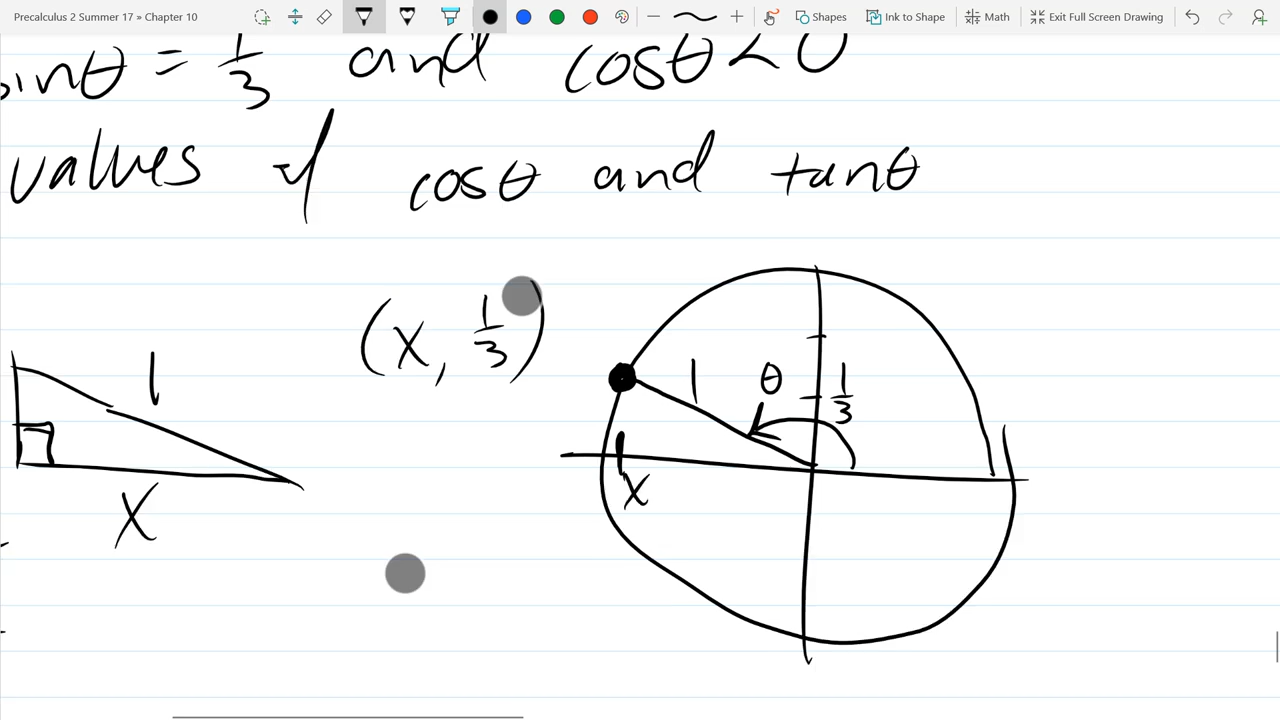 Precalculus 2 Summer 17 » Chapter 10
Shapes
Ink to Shape
Math
Exit Full Screen Drawing
sinθ = 1/3 and cosθ < 0
values of cosθ and tanθ
(x, 1/3)
1
x
1 θ 1/3
x